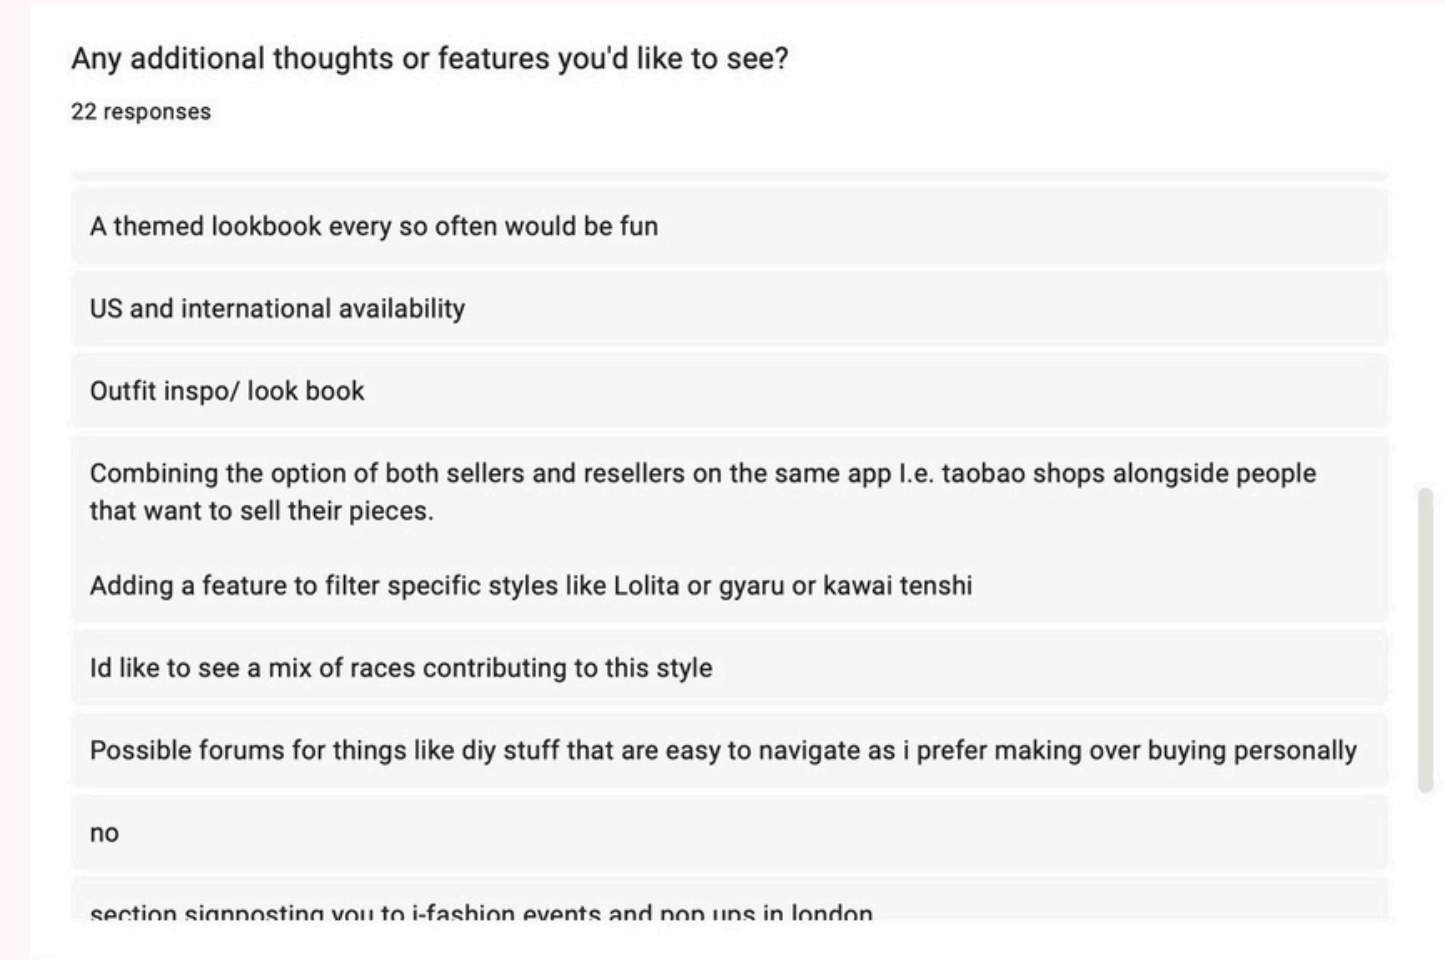 Any additional thoughts or features you'd like to see?
22 responses
A themed lookbook every so often would be fun
US and international availability
Outfit inspo/ look book
Combining the option of both sellers and resellers on the same app I.e. taobao shops alongside people
that want to sell their pieces.
Adding a feature to filter specific styles like Lolita or gyaru or kawai tenshi
Id like to see a mix of races contributing to this style
Possible forums for things like diy stuff that are easy to navigate as i prefer making over buying personally
no
section signposting you to j-fashion events and pop ups in london